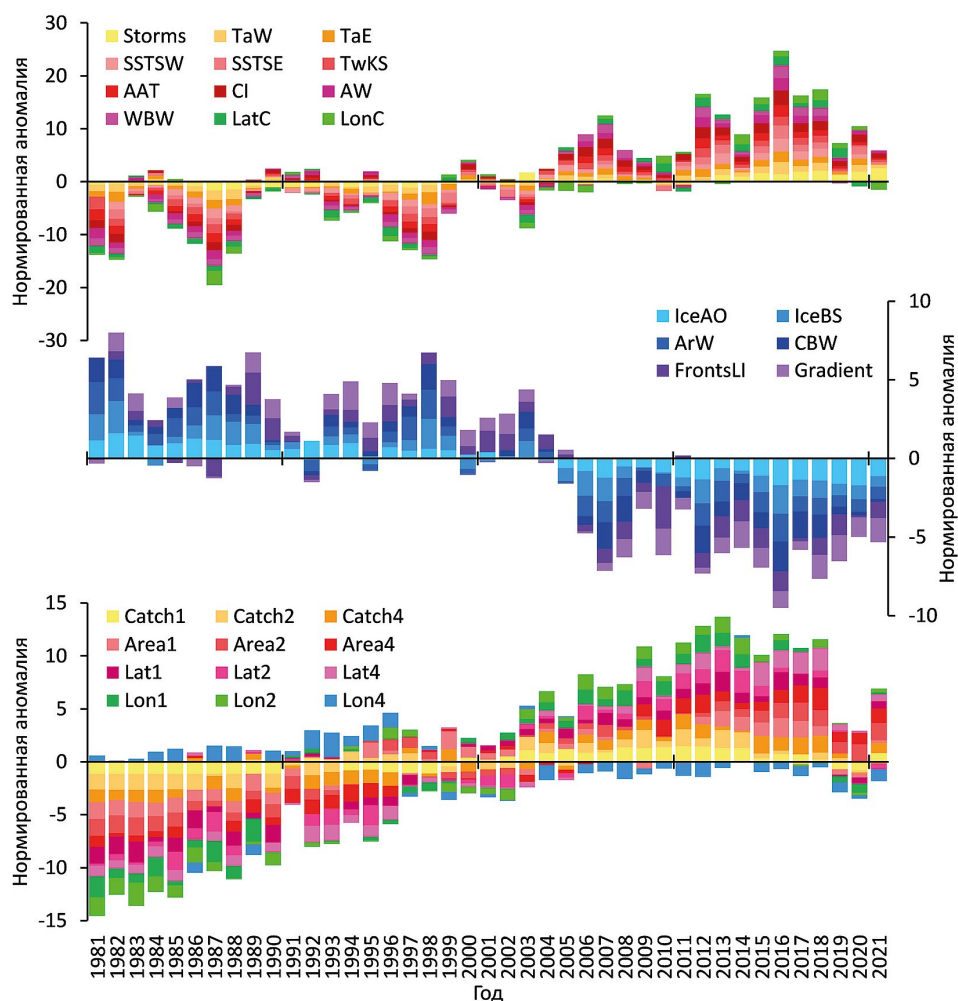 30
20
10
0
-10
-20
-30
Нормированная аномалия
Storms TaW TaE
SSTSW SSTSE TwKS
AAT CI AW
WBW LatC LonC
10
5
0
-5
-10
Нормированная аномалия
IceAO IceBS
ArW CBW
FrontsLI Gradient
15
10
5
0
-5
-10
-15
Нормированная аномалия
Catch1 Catch2 Catch4
Area1 Area2 Area4
Lat1 Lat2 Lat4
Lon1 Lon2 Lon4
1981 1982 1983 1984 1985 1986 1987 1988 1989 1990 1991 1992 1993 1994 1995 1996 1997 1998 1999 2000 2001 2002 2003 2004 2005 2006 2007 2008 2009 2010 2011 2012 2013 2014 2015 2016 2017 2018 2019 2020 2021
Год